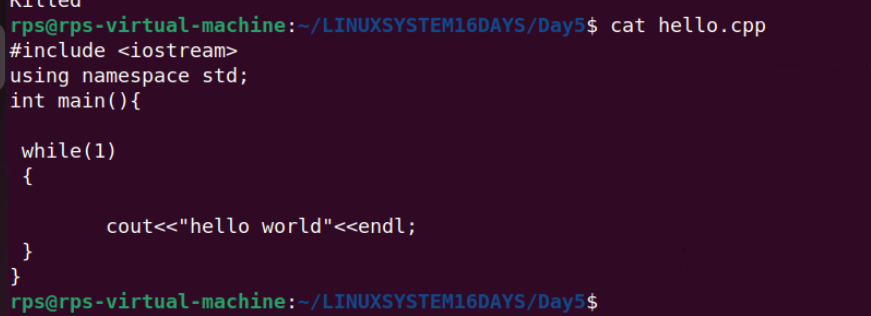 Killed
rps@rps-virtual-machine:~/LINUXSYSTEM16DAYS/Day5$ cat hello.cpp
#include <iostream>
using namespace std;
int main(){
while(1)
{
cout<<"hello world"<<endl;
}
}
rps@rps-virtual-machine:~/LINUXSYSTEM16DAYS/Day5$